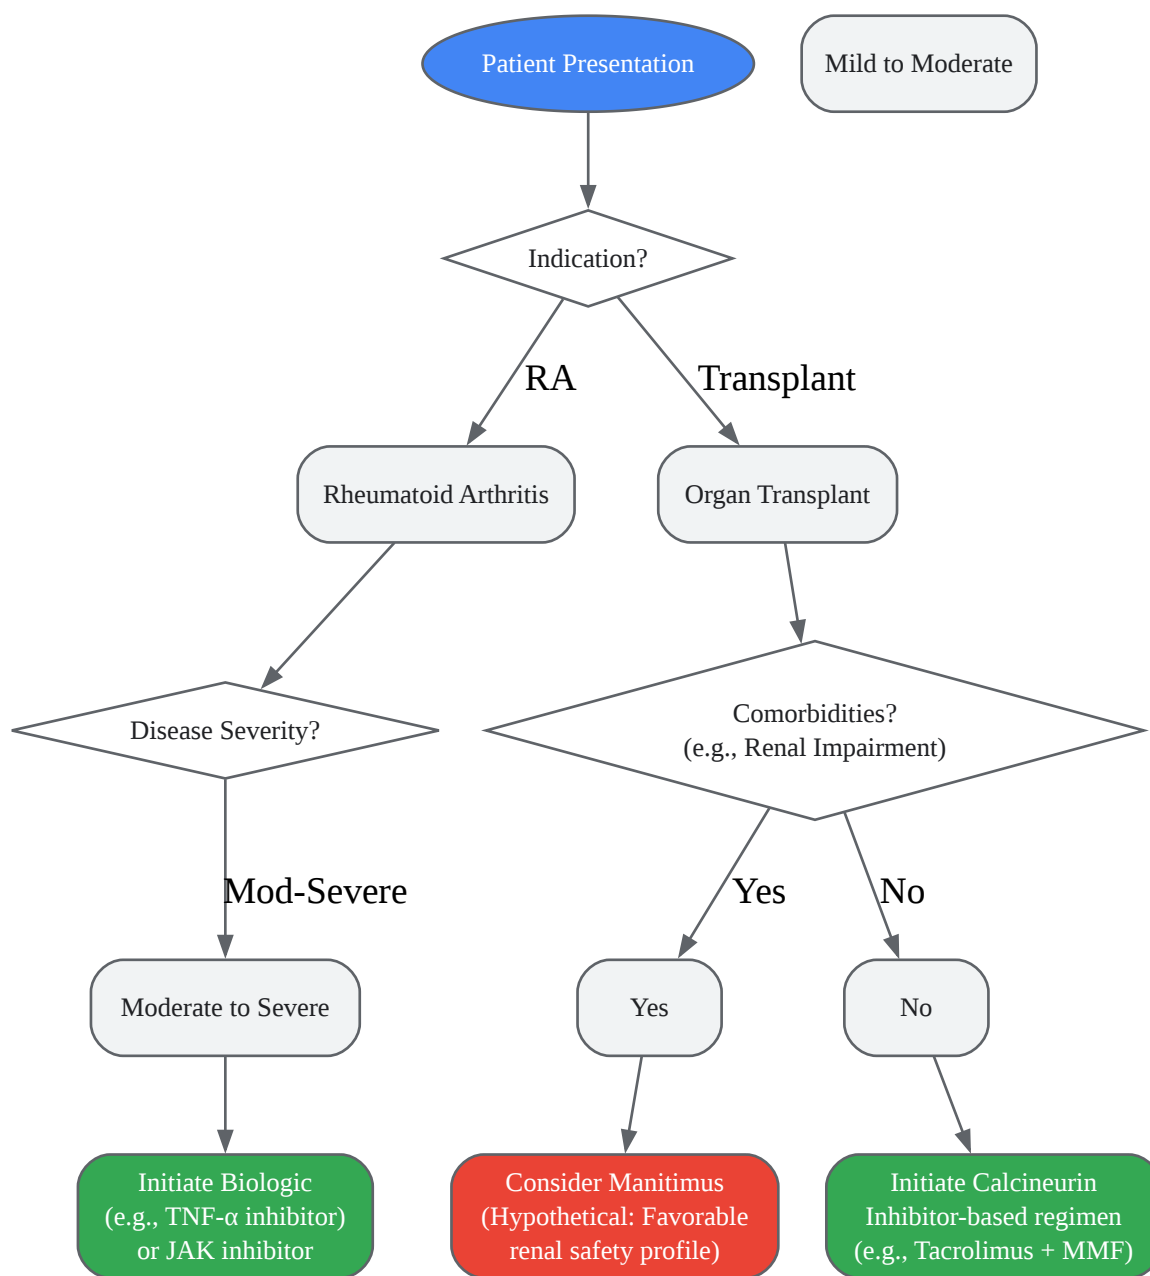 Patient Presentation
Mild to Moderate
Indication?
RA
Transplant
Rheumatoid Arthritis
Organ Transplant
Disease Severity?
Comorbidities?
(e.g., Renal Impairment)
Mod-Severe
Yes
No
Moderate to Severe
Yes
No
Initiate Biologic
(e.g., TNF-α inhibitor)
or JAK inhibitor
Consider Manitimus
(Hypothetical: Favorable
renal safety profile)
Initiate Calcineurin
Inhibitor-based regimen
(e.g., Tacrolimus + MMF)